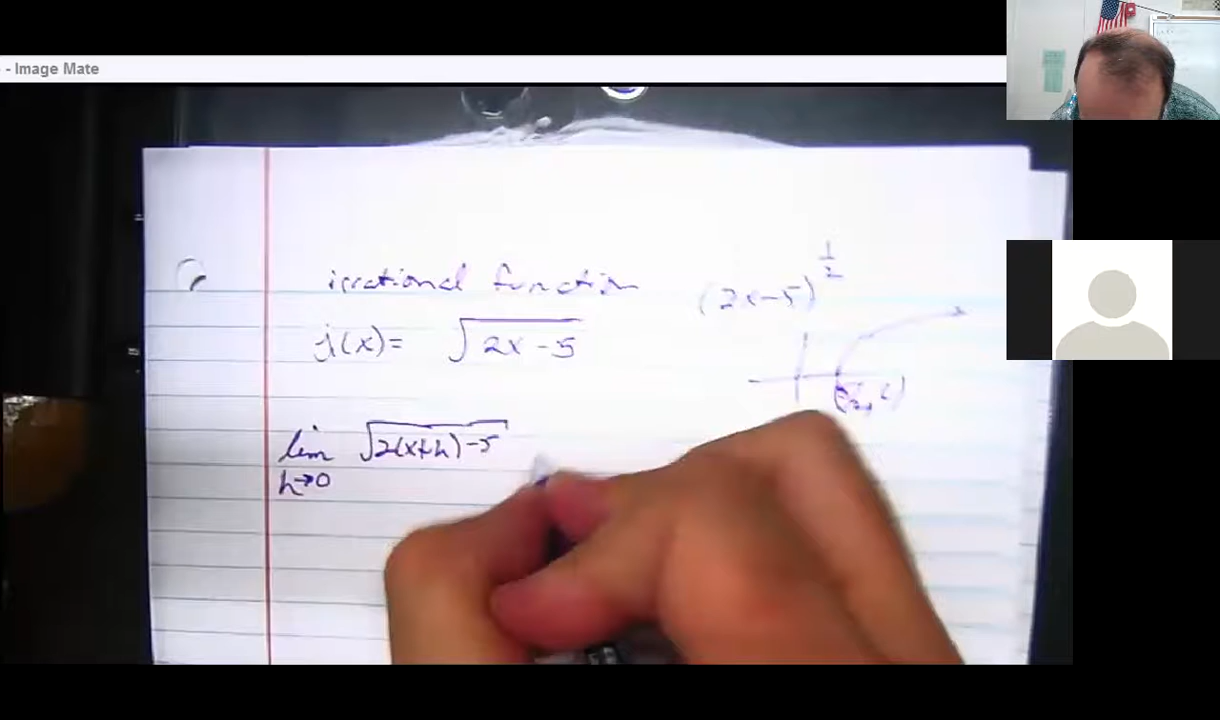 - Image Mate
irrational function
(2x-5)^{1/2}
j(x)= √(2x-5)
lim h→0 √(2(x+h)-5)